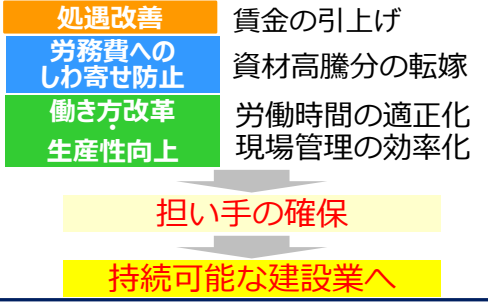 処遇改善
賃金の引上げ
労務費への
しわ寄せ防止
資材高騰分の転嫁
働き方改革
・
生産性向上
労働時間の適正化
現場管理の効率化
担い手の確保
持続可能な建設業へ